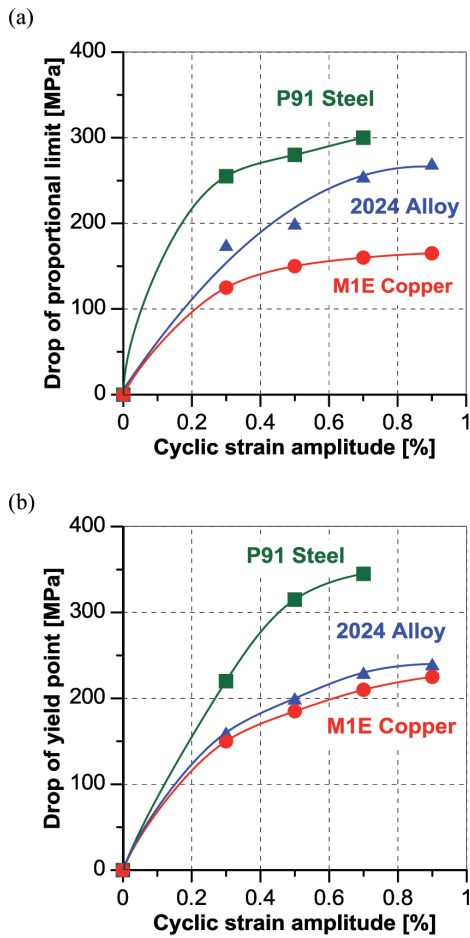 (a)
400
300
200
100
0
Drop of proportional limit [MPa]
P91 Steel
2024 Alloy
M1E Copper
0 0.2 0.4 0.6 0.8 1
Cyclic strain amplitude [%]
(b)
400
300
200
100
0
Drop of yield point [MPa]
P91 Steel
2024 Alloy
M1E Copper
0 0.2 0.4 0.6 0.8 1
Cyclic strain amplitude [%]